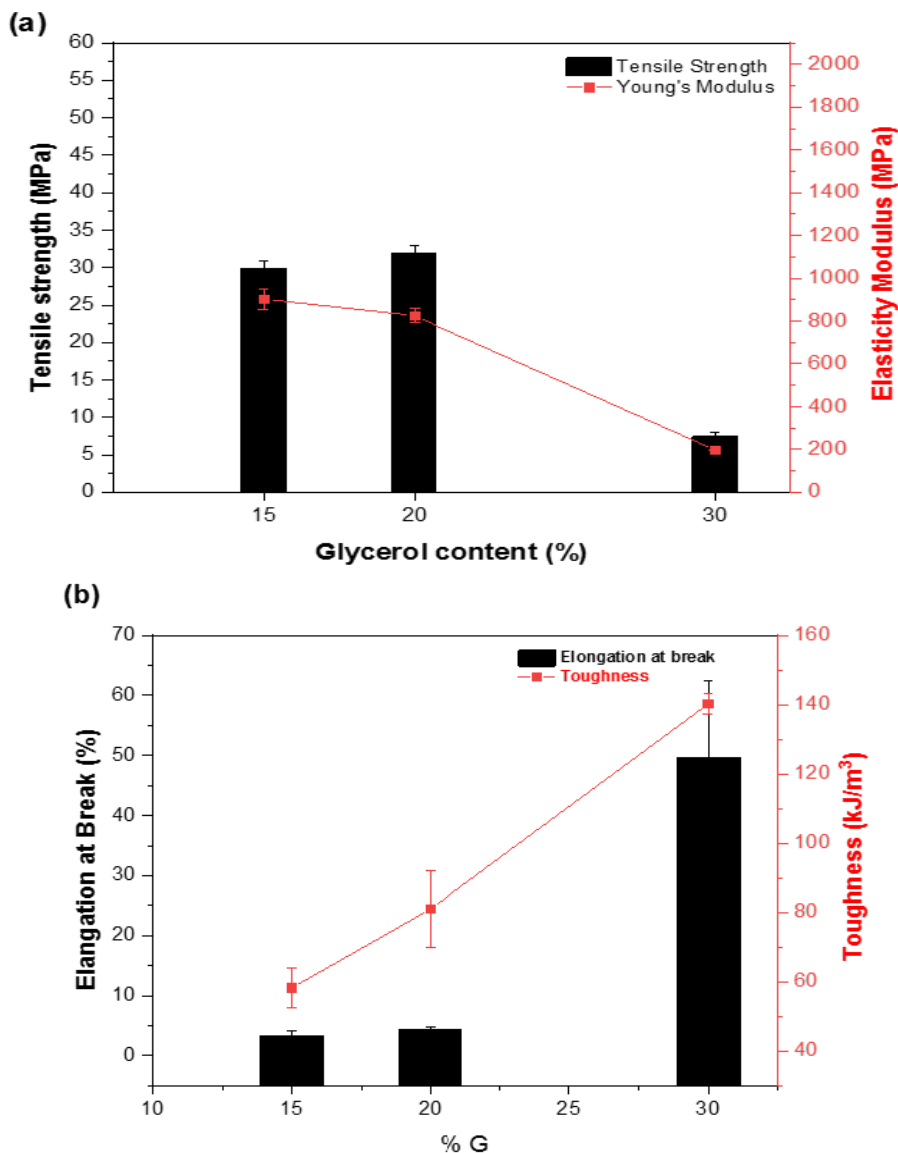 (a)
60
55
50
45
40
35
30
25
20
15
10
5
0
Tensile strength (MPa)
Tensile Strength
Young's Modulus
2000
1800
1600
1400
1200
1000
800
600
400
200
0
Elasticity Modulus (MPa)
15 20 30
Glycerol content (%)
(b)
70
60
50
40
30
20
10
0
Elangation at Break (%)
Elongation at break
Toughness
160
140
120
100
80
60
40
Toughness (kJ/m³)
10 15 20 25 30
% G